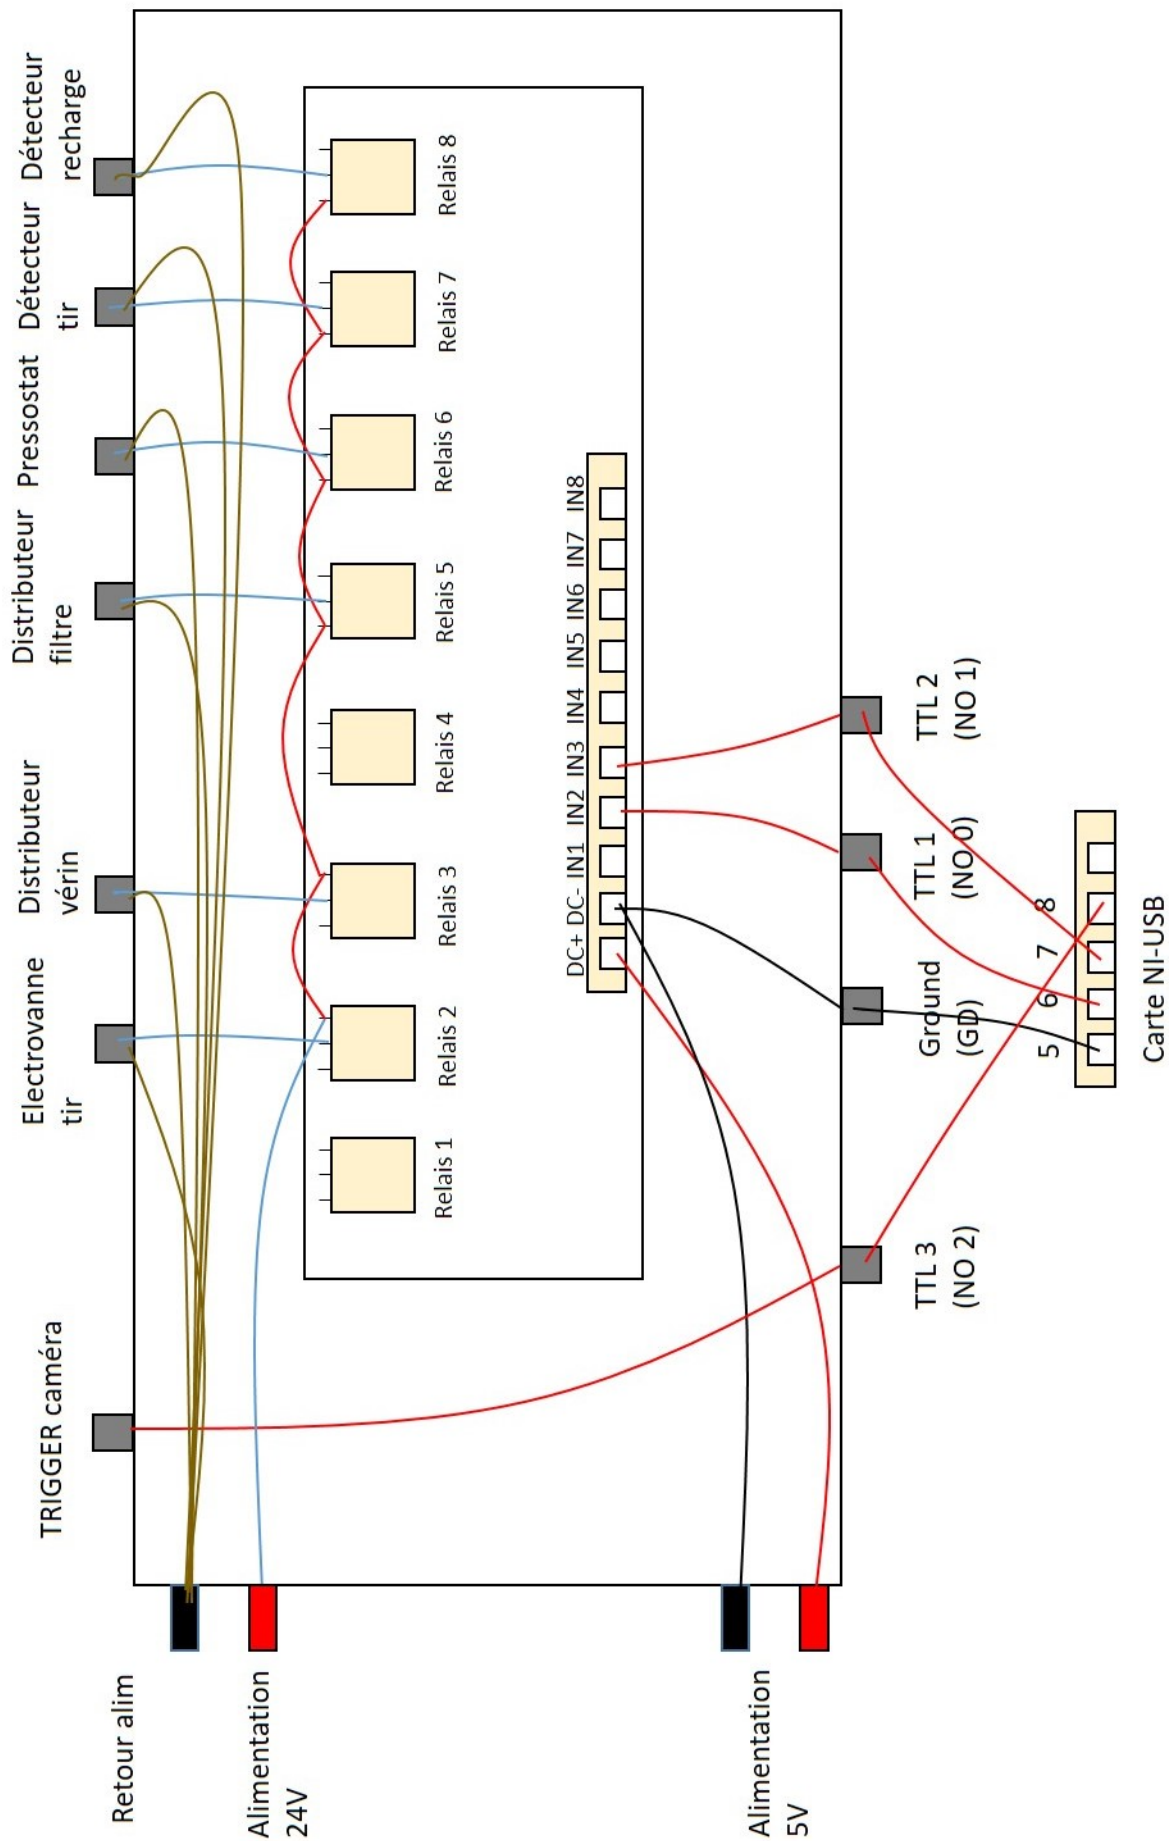 TRIGGER caméra
Electrovanne
tir
Distributeur
vérin
Distributeur
filtre
Pressostat
Détecteur
tir
Détecteur
recharge
Retour alim
Alimentation
24V
Relais 1
Relais 2
Relais 3
Relais 4
Relais 5
Relais 6
Relais 7
Relais 8
DC+ DC- IN1 IN2 IN3 IN4 IN5 IN6 IN7 IN8
Alimentation
5V
TTL 3
(NO 2)
Ground
(GD)
TTL 1
(NO 0)
TTL 2
(NO 1)
5 6 7 8
Carte NI-USB